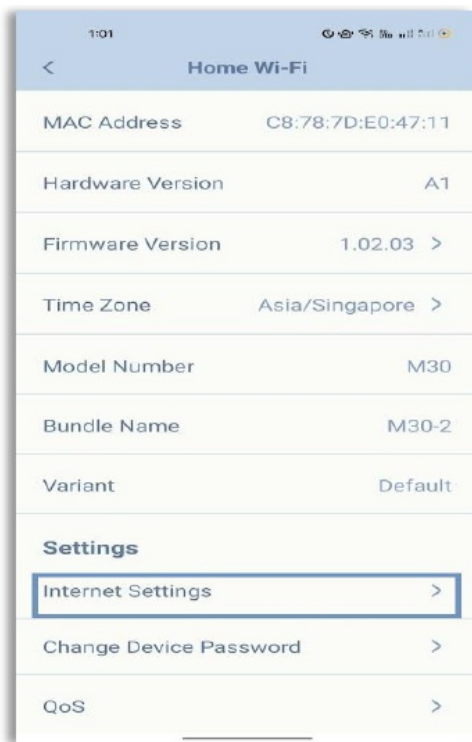 1:01
< Home Wi-Fi
MAC Address C8:78:7D:E0:47:11
Hardware Version A1
Firmware Version 1.02.03 >
Time Zone Asia/Singapore >
Model Number M30
Bundle Name M30-2
Variant Default
Settings
Internet Settings >
Change Device Password >
QoS >